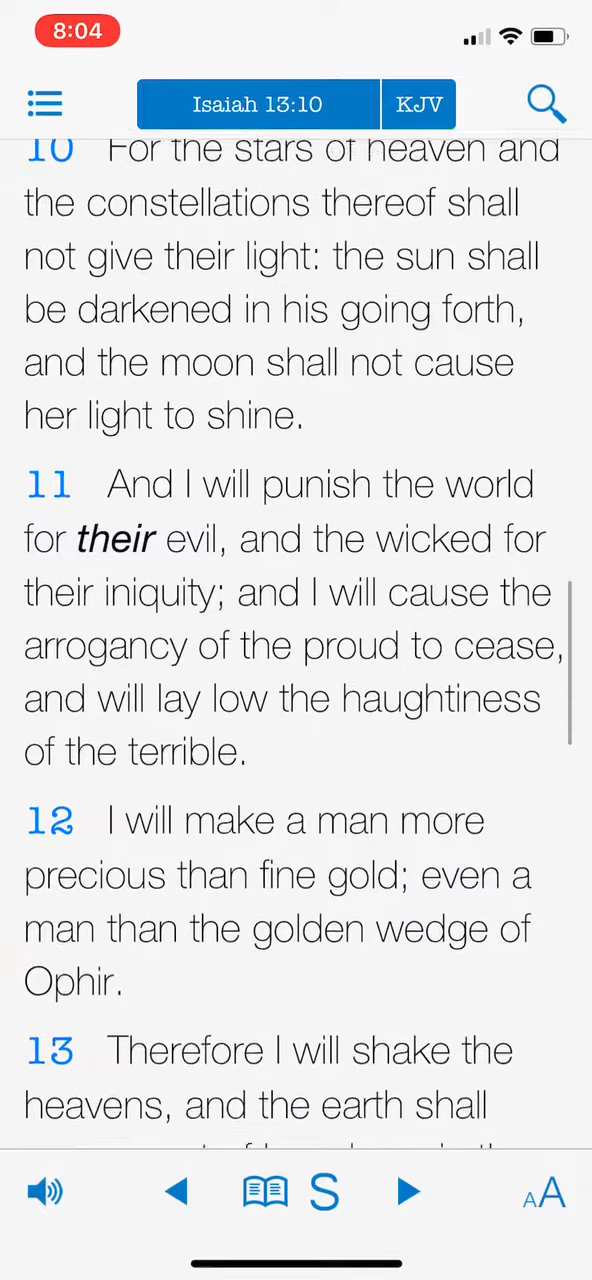 8:04
Isaiah 13:10 KJV
10 For the stars of heaven and
the constellations thereof shall
not give their light: the sun shall
be darkened in his going forth,
and the moon shall not cause
her light to shine.
11 And I will punish the world
for their evil, and the wicked for
their iniquity; and I will cause the
arrogancy of the proud to cease,
and will lay low the haughtiness
of the terrible.
12 I will make a man more
precious than fine gold; even a
man than the golden wedge of
Ophir.
13 Therefore I will shake the
heavens, and the earth shall
S AA